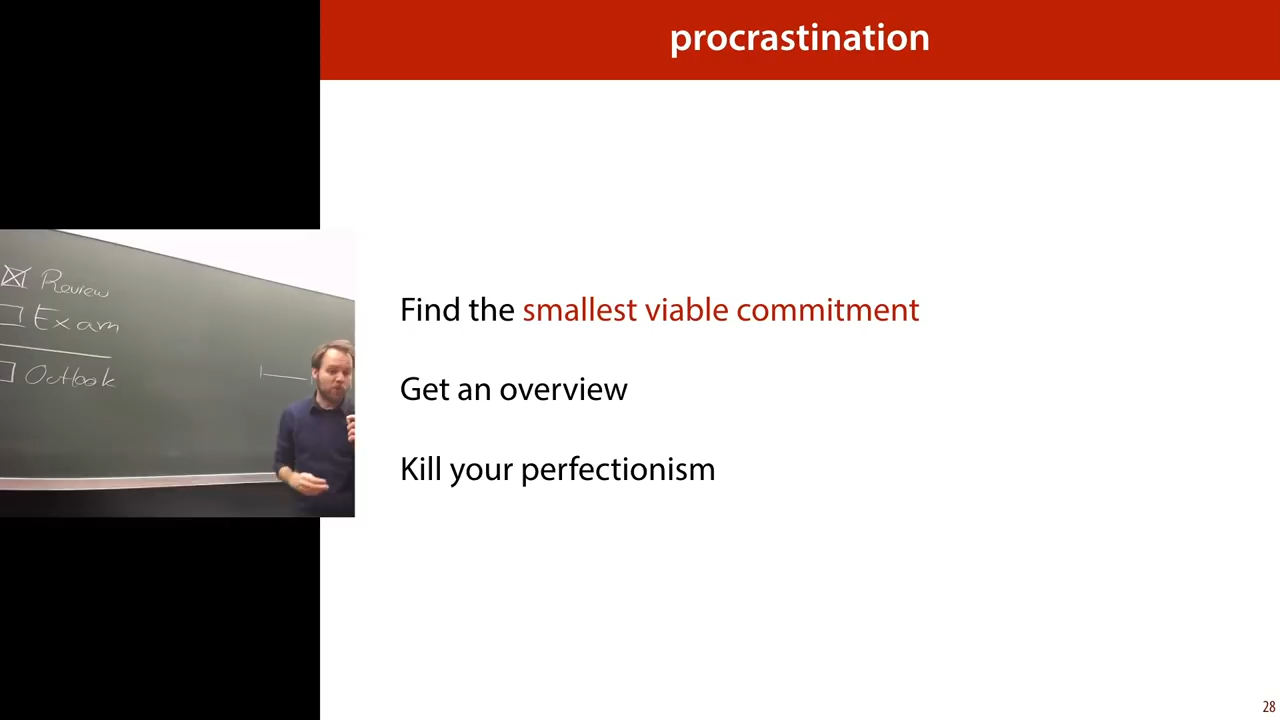 procrastination
Review
Exam
Outlook
Find the smallest viable commitment
Get an overview
Kill your perfectionism
28